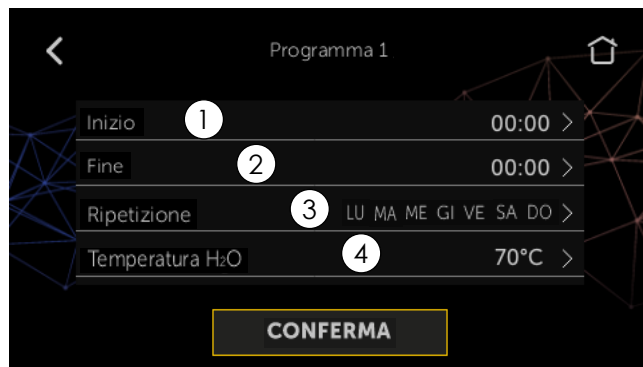 Programma 1
Inizio 1 00:00 >
Fine 2 00:00 >
Ripetizione 3 LU MA ME GI VE SA DO >
Temperatura H2O 4 70°C >
CONFERMA